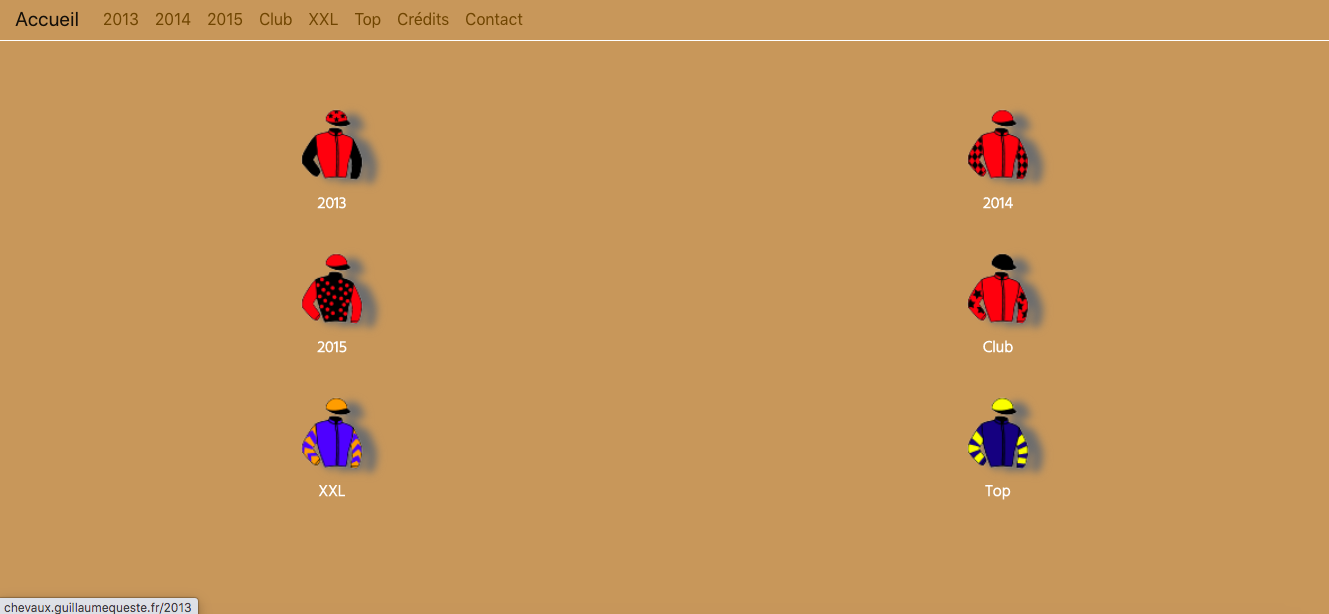 Accueil 2013 2014 2015 Club XXL Top Crédits Contact
2013 2014
2015 Club
XXL Top
chevaux.guillaumequeste.fr/2013